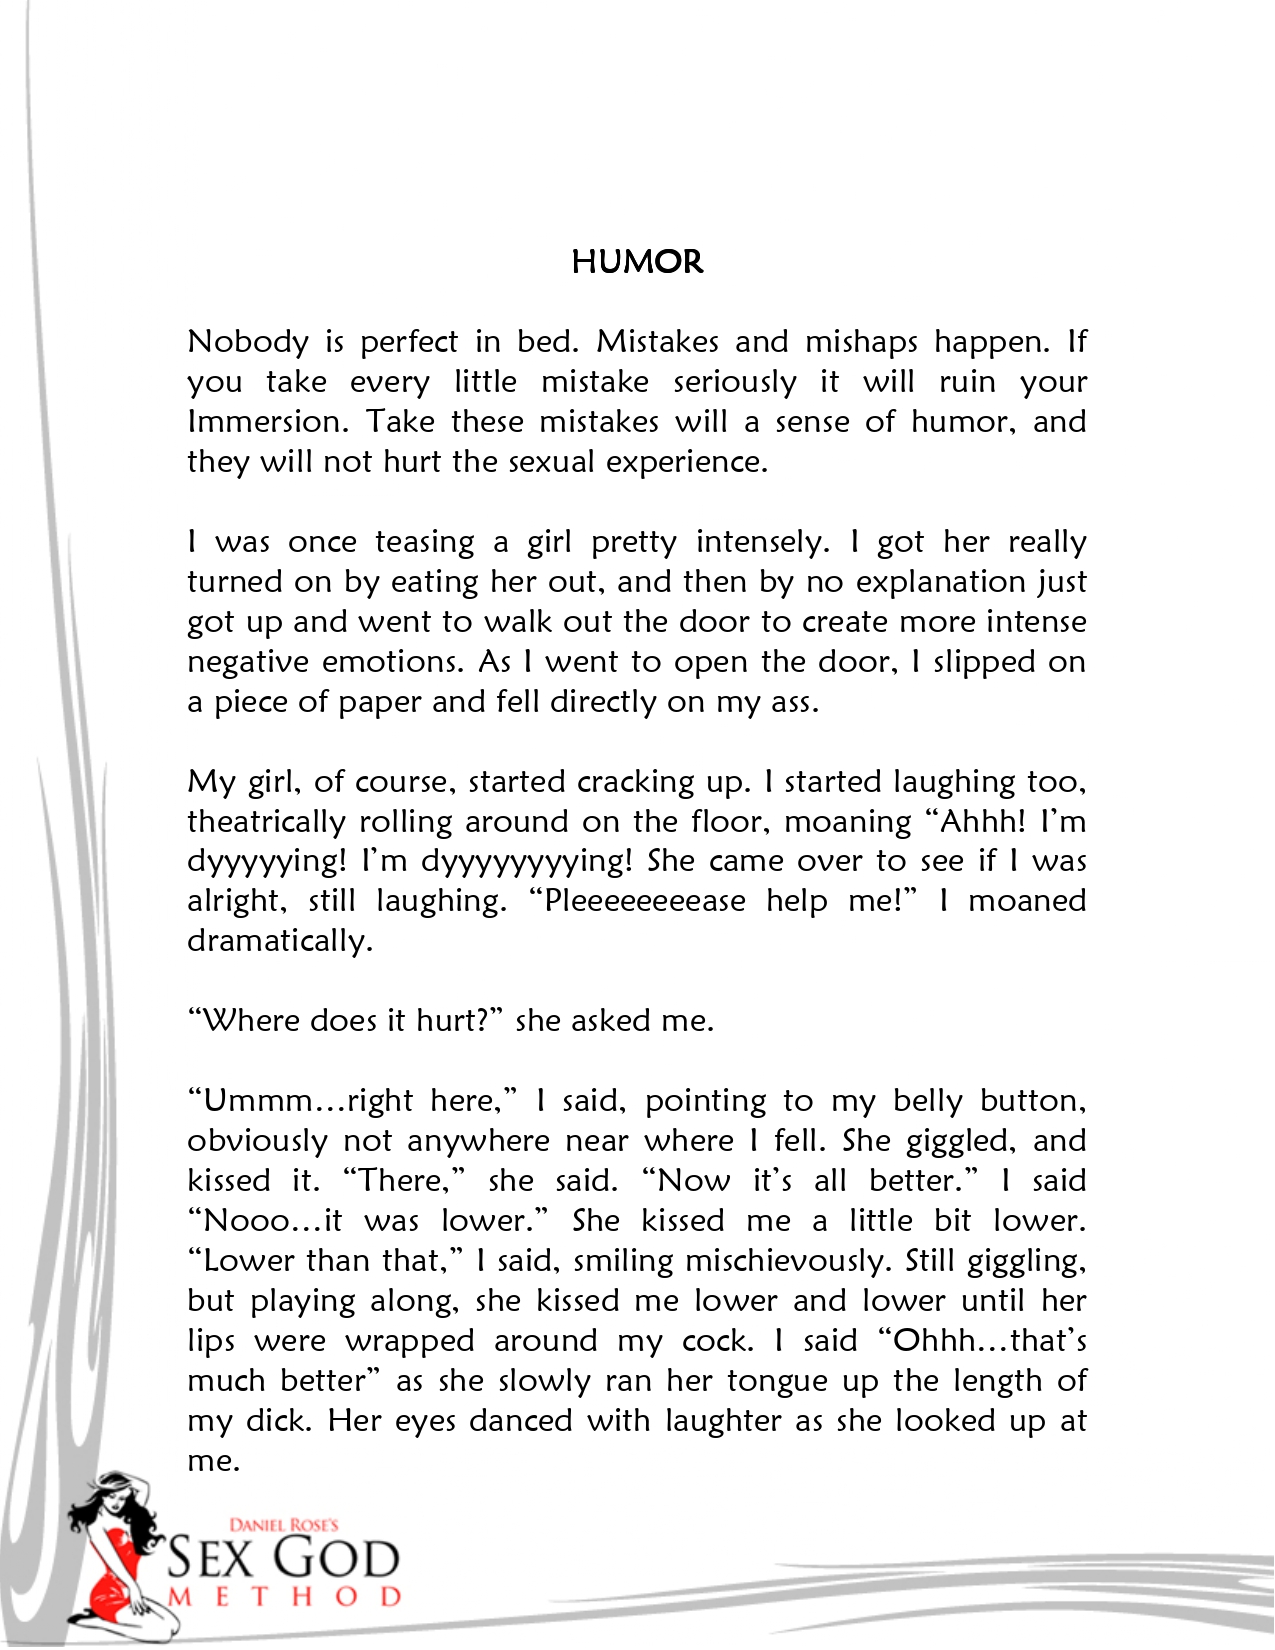 HUMOR
Nobody is perfect in bed. Mistakes and mishaps happen. If
you take every little mistake seriously it will ruin your
Immersion. Take these mistakes will a sense of humor, and
they will not hurt the sexual experience.
I was once teasing a girl pretty intensely. I got her really
turned on by eating her out, and then by no explanation just
got up and went to walk out the door to create more intense
negative emotions. As I went to open the door, I slipped on
a piece of paper and fell directly on my ass.
My girl, of course, started cracking up. I started laughing too,
theatrically rolling around on the floor, moaning “Ahhh! I’m
dyyyyying! I’m dyyyyyyyying! She came over to see if I was
alright, still laughing. “Pleeeeeeeease help me!” I moaned
dramatically.
“Where does it hurt?” she asked me.
“Ummm…right here,” I said, pointing to my belly button,
obviously not anywhere near where I fell. She giggled, and
kissed it. “There,” she said. “Now it’s all better.” I said
“Nooo…it was lower.” She kissed me a little bit lower.
“Lower than that,” I said, smiling mischievously. Still giggling,
but playing along, she kissed me lower and lower until her
lips were wrapped around my cock. I said “Ohhh…that’s
much better” as she slowly ran her tongue up the length of
my dick. Her eyes danced with laughter as she looked up at
me.
DANIEL ROSE’S
SEX GOD
METHOD